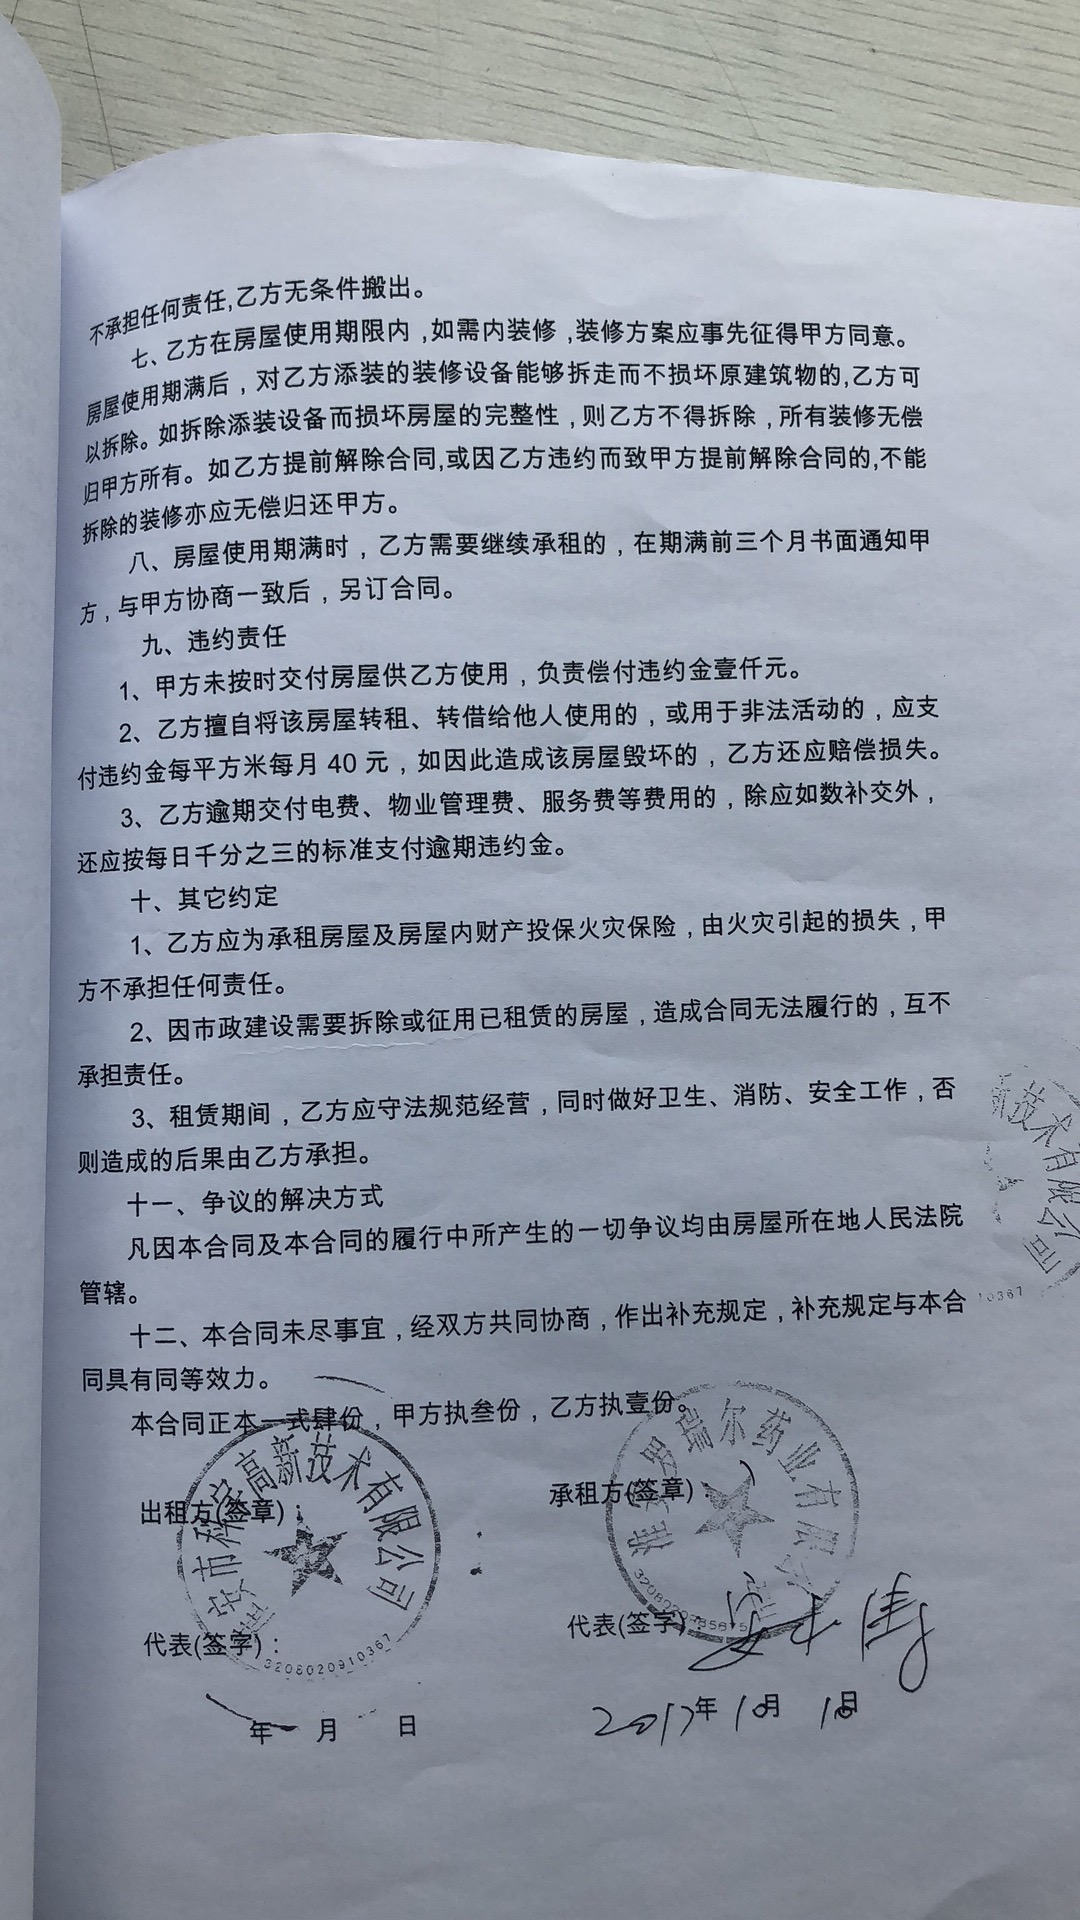 不承担任何责任,乙方无条件搬出。
七、乙方在房屋使用期限内,如需内装修,装修方案应事先征得甲方同意。
房屋使用期满后，对乙方添装的装修设备能够拆走而不损坏原建筑物的,乙方可
以拆除。如拆除添装设备而损坏房屋的完整性，则乙方不得拆除，所有装修无偿
归甲方所有。如乙方提前解除合同,或因乙方违约而致甲方提前解除合同的,不能
拆除的装修亦应无偿归还甲方。
八、房屋使用期满时，乙方需要继续承租的，在期满前三个月书面通知甲
方，与甲方协商一致后，另订合同。
九、违约责任
1、甲方未按时交付房屋供乙方使用，负责偿付违约金壹仟元。
2、乙方擅自将该房屋转租、转借给他人使用的，或用于非法活动的，应支
付违约金每平方米每月40元，如因此造成该房屋毁坏的，乙方还应赔偿损失。
3、乙方逾期交付电费、物业管理费、服务费等费用的，除应如数补交外，
还应按每日千分之三的标准支付逾期违约金。
十、其它约定
1、乙方应为承租房屋及房屋内财产投保火灾保险，由火灾引起的损失，甲
方不承担任何责任。
2、因市政建设需要拆除或征用已租赁的房屋，造成合同无法履行的，互不
承担责任。
3、租赁期间，乙方应守法规范经营，同时做好卫生、消防、安全工作，否
则造成的后果由乙方承担。
十一、争议的解决方式
凡因本合同及本合同的履行中所产生的一切争议均由房屋所在地人民法院
管辖。
十二、本合同未尽事宜，经双方共同协商，作出补充规定，补充规定与本合
同具有同等效力。
本合同正本一式肆份，甲方执叁份，乙方执壹份。
出租方(签章)：
淮安市科宝高新技术有限公司
3208020910367
代表(签字)：
年 月 日
承租方(签章)：
淮安罗瑞尔药业有限公司
代表(签字)
2017年10月18日
新技术有限公司
10367